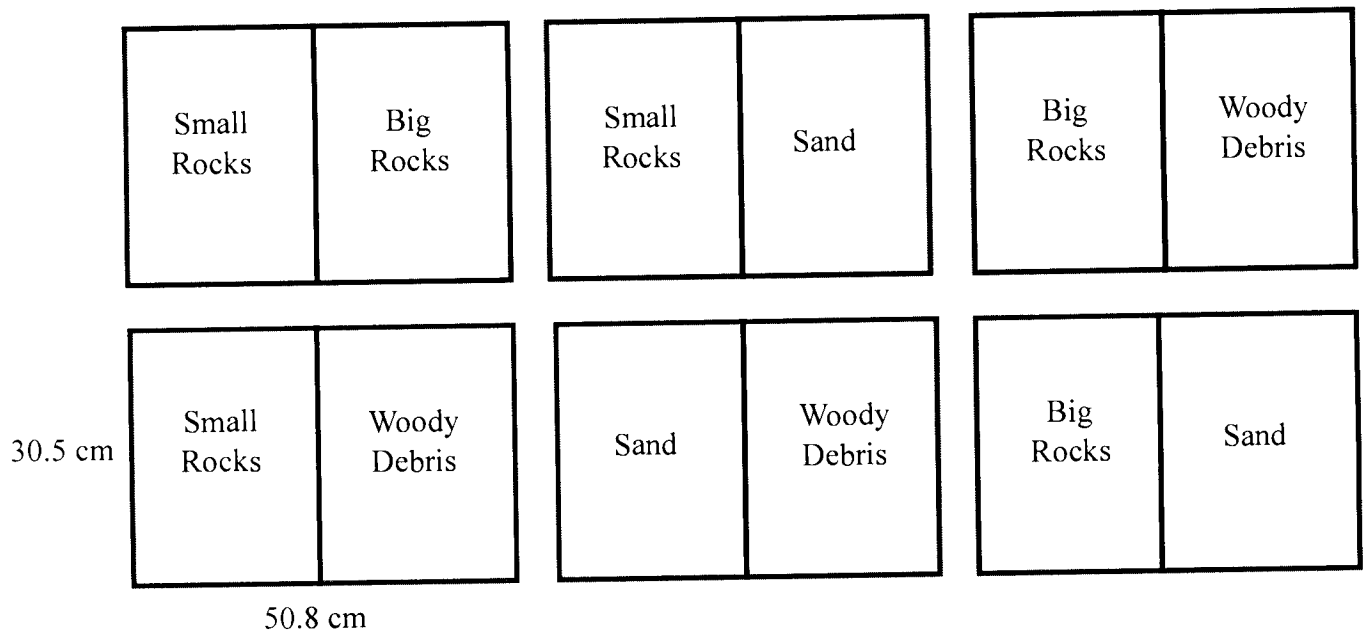 Small
Rocks
Big
Rocks
Small
Rocks
Sand
Big
Rocks
Woody
Debris
Small
Rocks
Woody
Debris
Sand
Woody
Debris
Big
Rocks
Sand
30.5 cm
50.8 cm